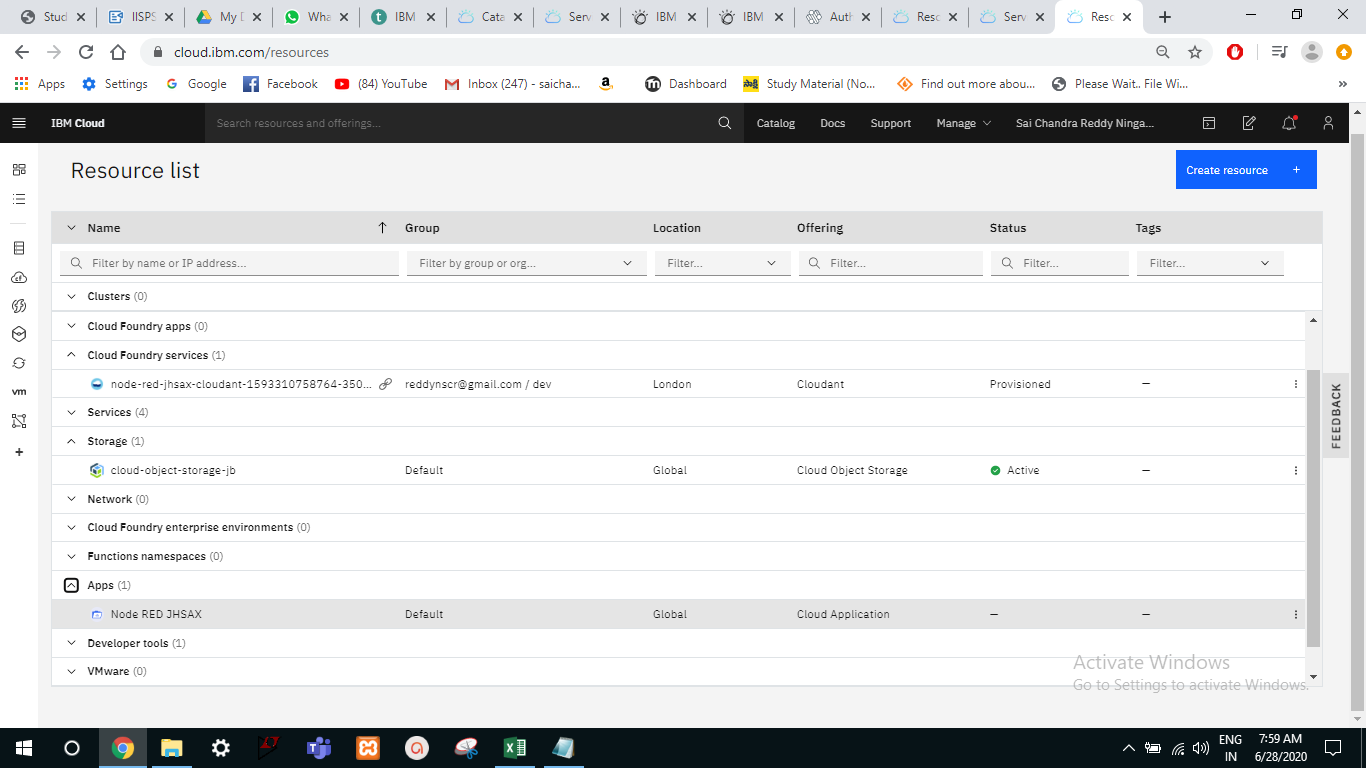 Stud
IISPS
My D
Wha
IBM
Cata
Serv
IBM
IBM
Auth
Resc
Serv
Resc
cloud.ibm.com/resources
Apps
Settings
Google
Facebook
(84) YouTube
Inbox (247) - saicha...
Dashboard
Study Material (No...
Find out more abou...
Please Wait.. File Wi...
»
IBM Cloud
Search resources and offerings...
Catalog
Docs
Support
Manage
Sai Chandra Reddy Ninga...
Resource list
Create resource +
Name
Group
Location
Offering
Status
Tags
Filter by name or IP address...
Filter by group or org...
Filter...
Filter...
Filter...
Filter...
Clusters (0)
Cloud Foundry apps (0)
Cloud Foundry services (1)
node-red-jhsax-cloudant-1593310758764-350... reddynscr@gmail.com / dev London Cloudant Provisioned —
Services (4)
Storage (1)
cloud-object-storage-jb Default Global Cloud Object Storage Active —
Network (0)
Cloud Foundry enterprise environments (0)
Functions namespaces (0)
Apps (1)
Node RED JHSAX Default Global Cloud Application — —
Developer tools (1)
VMware (0)
vm
FEEDBACK
Activate Windows
Go to Settings to activate Windows.
ENG
IN
7:59 AM
6/28/2020